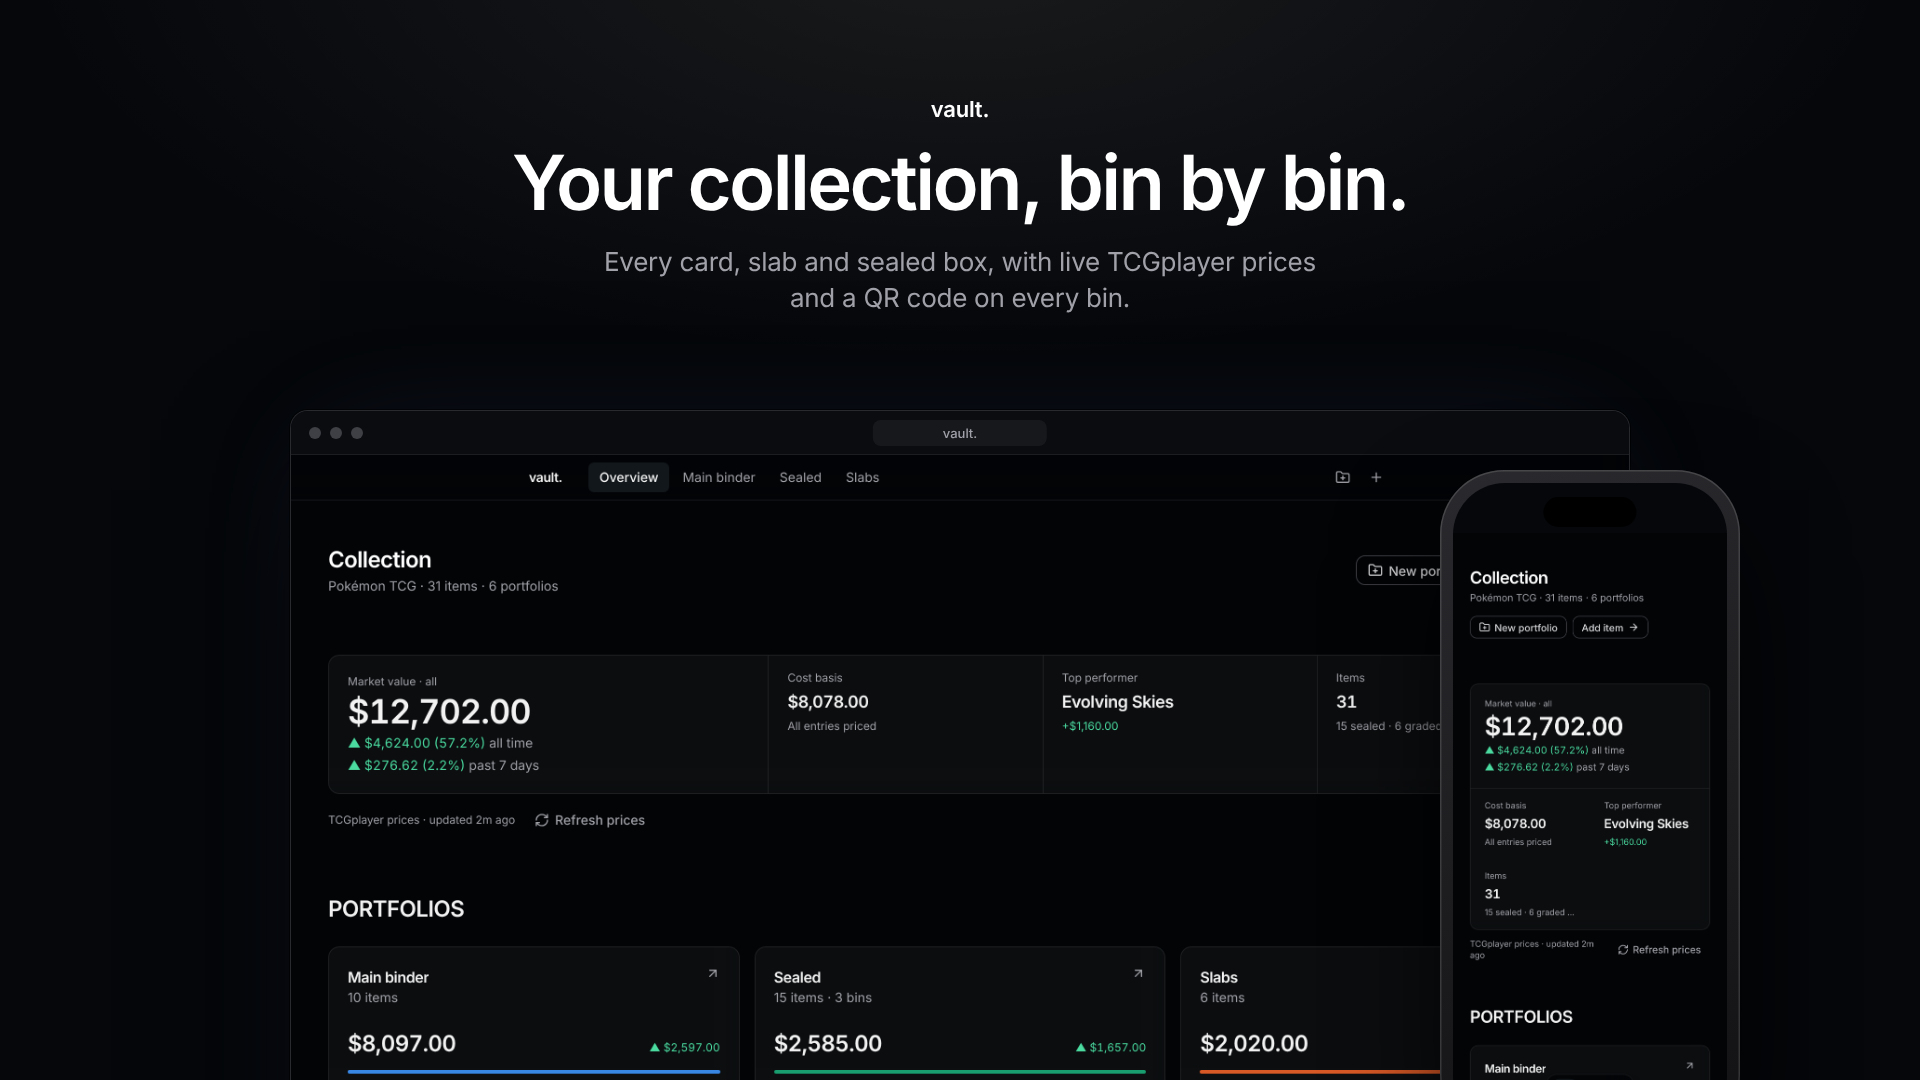 vault.
Your collection, bin by bin.
Every card, slab and sealed box, with live TCGplayer prices
and a QR code on every bin.
vault.
vault. Overview Main binder Sealed Slabs
Collection
Pokémon TCG · 31 items · 6 portfolios
New por
Market value · all
$12,702.00
▲ $4,624.00 (57.2%) all time
▲ $276.62 (2.2%) past 7 days
Cost basis
$8,078.00
All entries priced
Top performer
Evolving Skies
+$1,160.00
Items
31
15 sealed · 6 graded
TCGplayer prices · updated 2m ago Refresh prices
PORTFOLIOS
Main binder
10 items
$8,097.00 ▲ $2,597.00
Sealed
15 items · 3 bins
$2,585.00 ▲ $1,657.00
Slabs
6 items
$2,020.00
Collection
Pokémon TCG · 31 items · 6 portfolios
New portfolio Add item →
Market value · all
$12,702.00
▲ $4,624.00 (57.2%) all time
▲ $276.62 (2.2%) past 7 days
Cost basis
$8,078.00
All entries priced
Top performer
Evolving Skies
+$1,160.00
Items
31
15 sealed · 6 graded ...
TCGplayer prices · updated 2m
ago
Refresh prices
PORTFOLIOS
Main binder